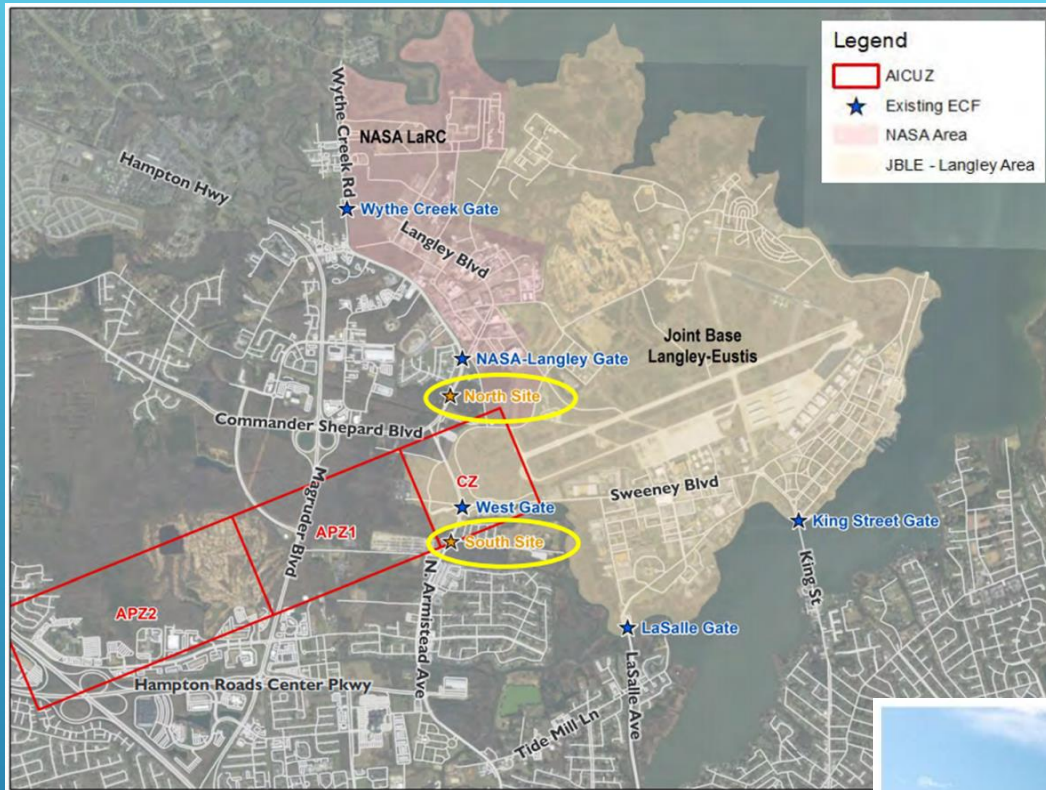 Legend
AICUZ
Existing ECF
NASA Area
JBLE - Langley Area
Wythe Creek Rd
NASA LaRC
Hampton Hwy
Wythe Creek Gate
Langley Blvd
Joint Base
Langley-Eustis
NASA-Langley Gate
North Site
Commander Shepard Blvd
CZ
Sweeney Blvd
West Gate
King Street Gate
Magruder Blvd
APZ1
South Site
APZ2
N. Armistead Ave
King St
LaSalle Gate
Hampton Roads Center Pkwy
LaSalle Ave
Tide Mill Ln